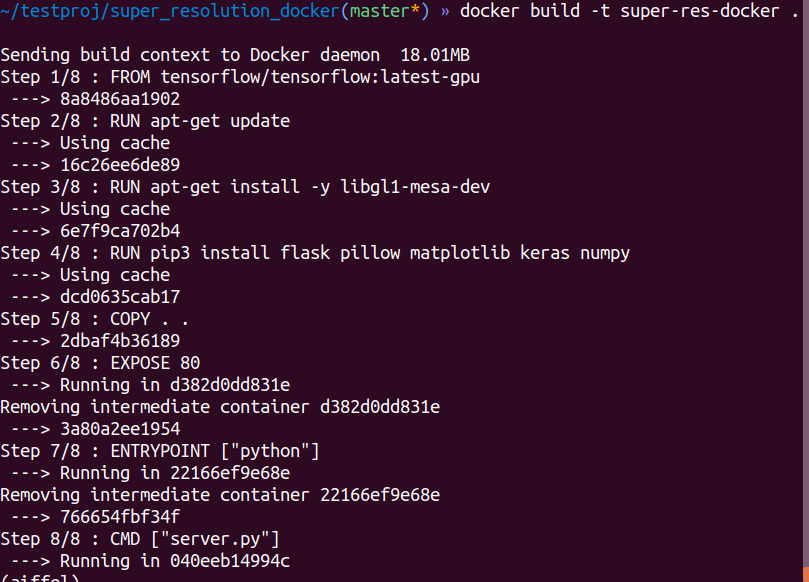 ~/testproj/super_resolution_docker(master*) » docker build -t super-res-docker .
Sending build context to Docker daemon  18.01MB
Step 1/8 : FROM tensorflow/tensorflow:latest-gpu
 ---> 8a8486aa1902
Step 2/8 : RUN apt-get update
 ---> Using cache
 ---> 16c26ee6de89
Step 3/8 : RUN apt-get install -y libgl1-mesa-dev
 ---> Using cache
 ---> 6e7f9ca702b4
Step 4/8 : RUN pip3 install flask pillow matplotlib keras numpy
 ---> Using cache
 ---> dcd0635cab17
Step 5/8 : COPY . .
 ---> 2dbaf4b36189
Step 6/8 : EXPOSE 80
 ---> Running in d382d0dd831e
Removing intermediate container d382d0dd831e
 ---> 3a80a2ee1954
Step 7/8 : ENTRYPOINT ["python"]
 ---> Running in 22166ef9e68e
Removing intermediate container 22166ef9e68e
 ---> 766654fbf34f
Step 8/8 : CMD ["server.py"]
 ---> Running in 040eeb14994c
(aiffel)